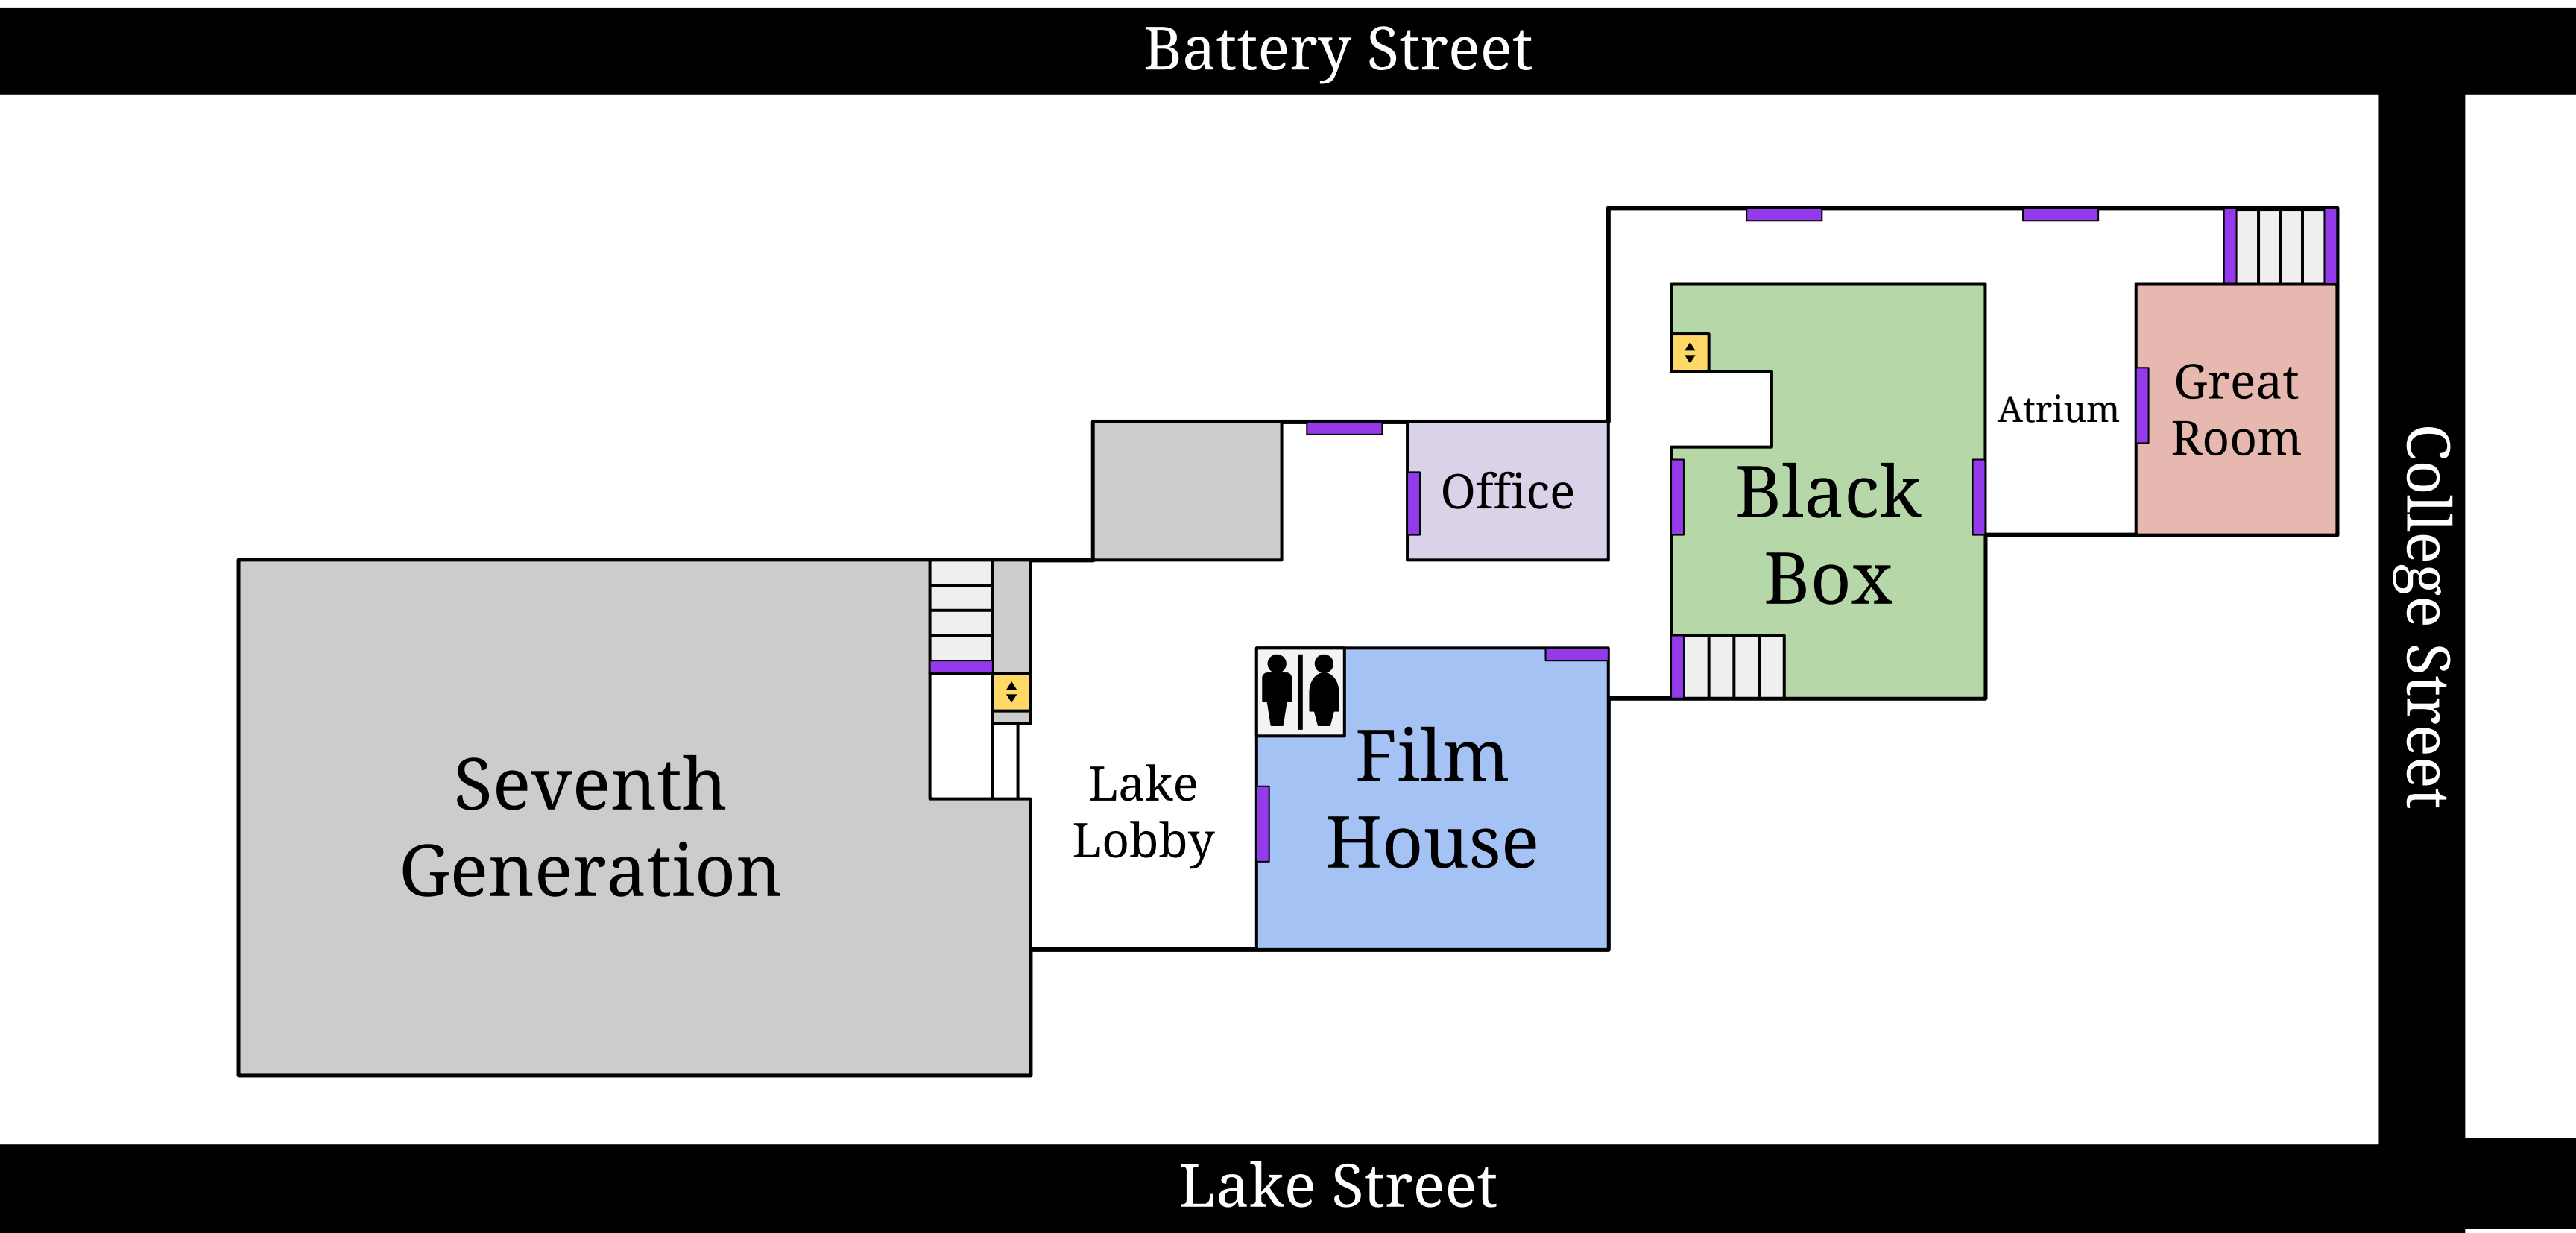 Battery Street
Great
Room
Atrium
Office
Black
Box
College Street
Seventh
Generation
Lake
Lobby
Film
House
Lake Street